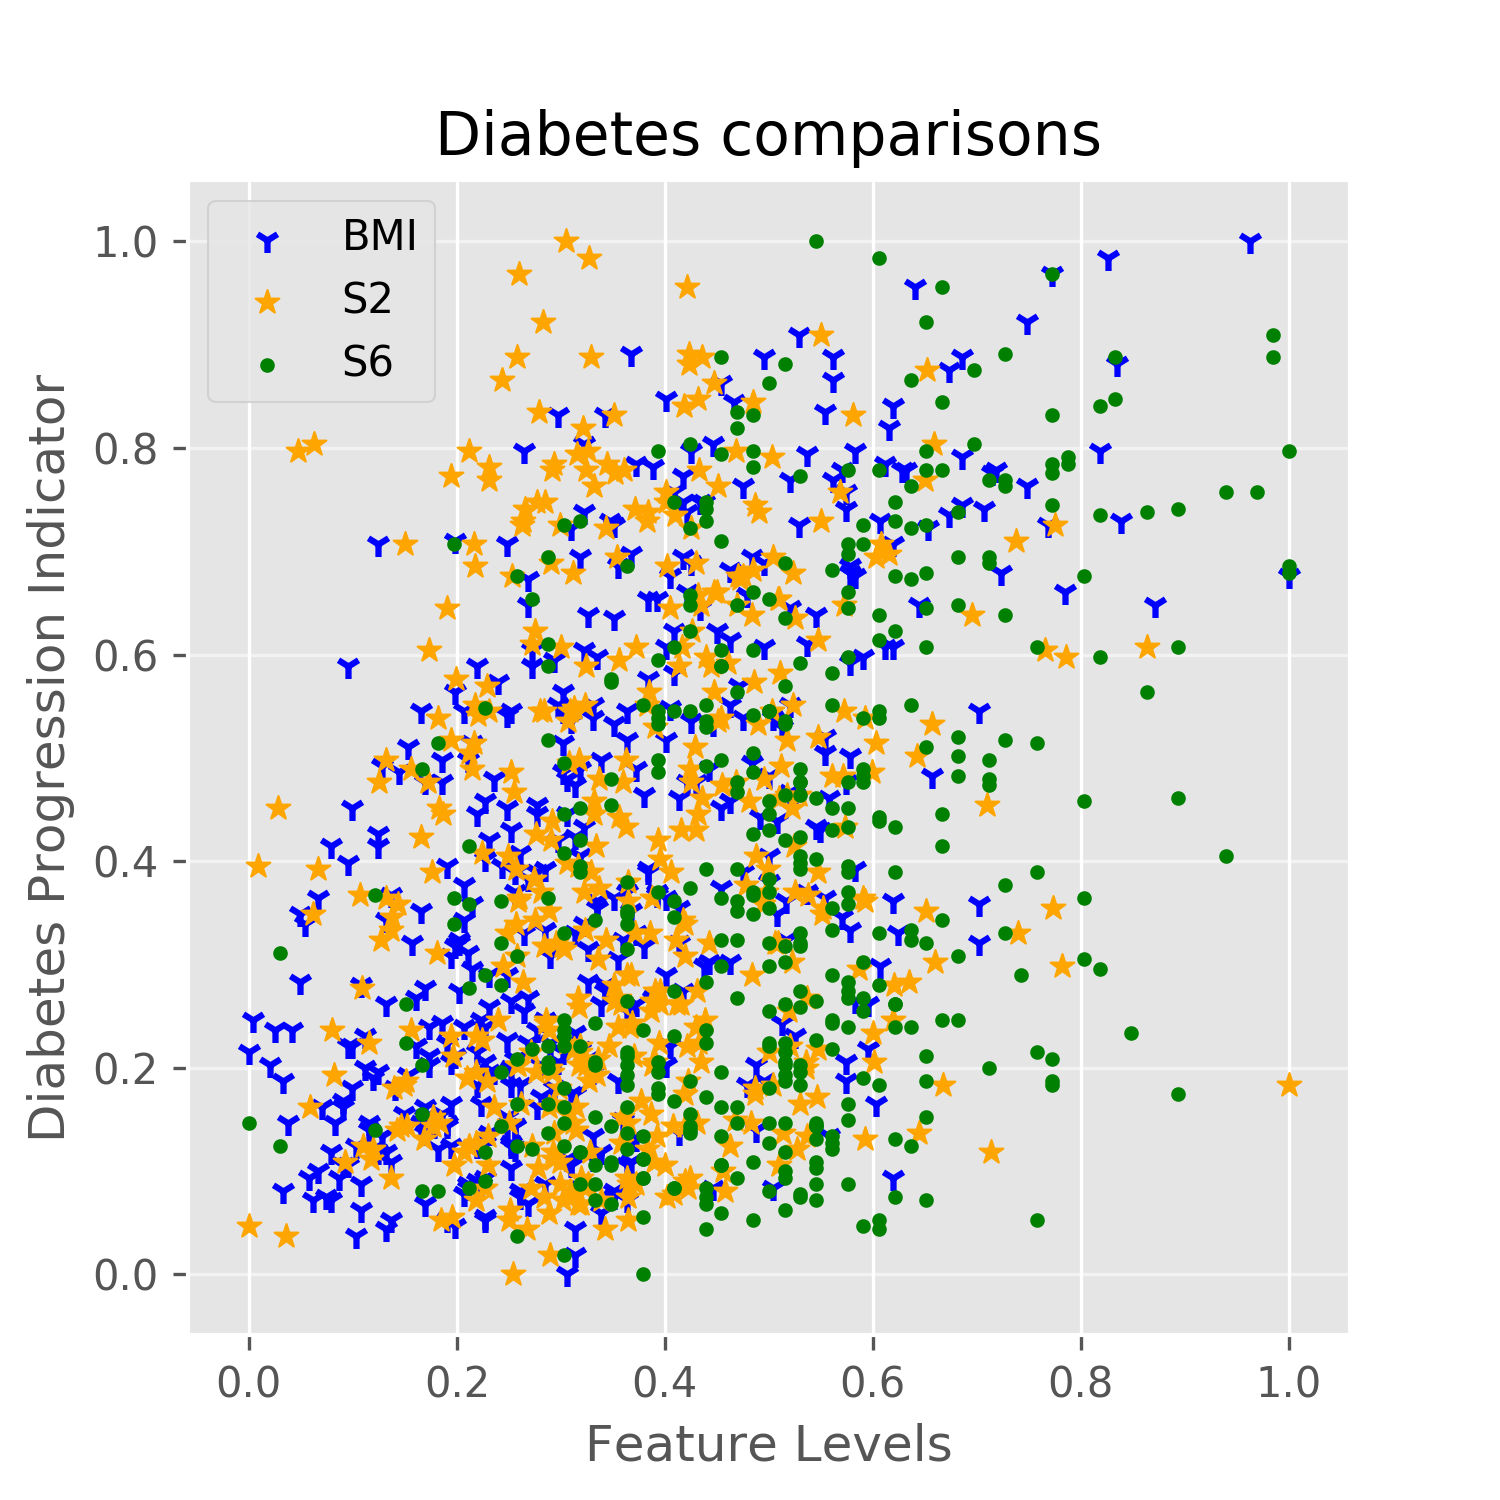 Diabetes comparisons
BMI
S2
S6
1.0
0.8
0.6
0.4
0.2
0.0
Diabetes Progression Indicator
0.0 0.2 0.4 0.6 0.8 1.0
Feature Levels